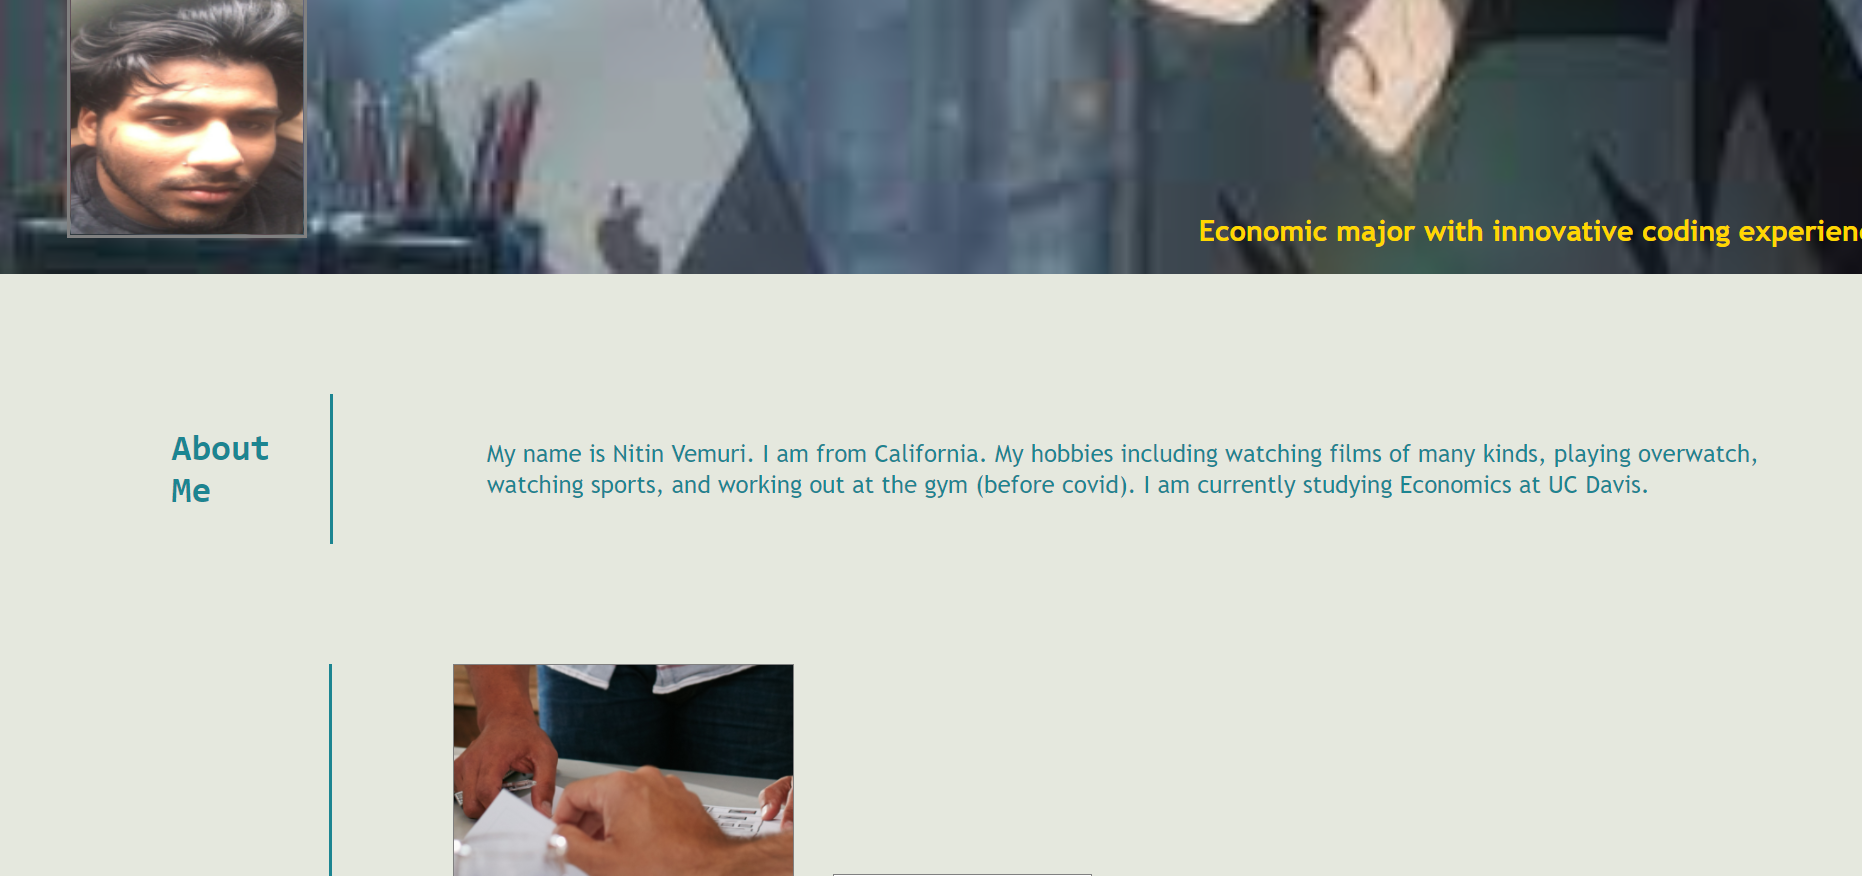 Economic major with innovative coding experien
About
Me
My name is Nitin Vemuri. I am from California. My hobbies including watching films of many kinds, playing overwatch,
watching sports, and working out at the gym (before covid). I am currently studying Economics at UC Davis.